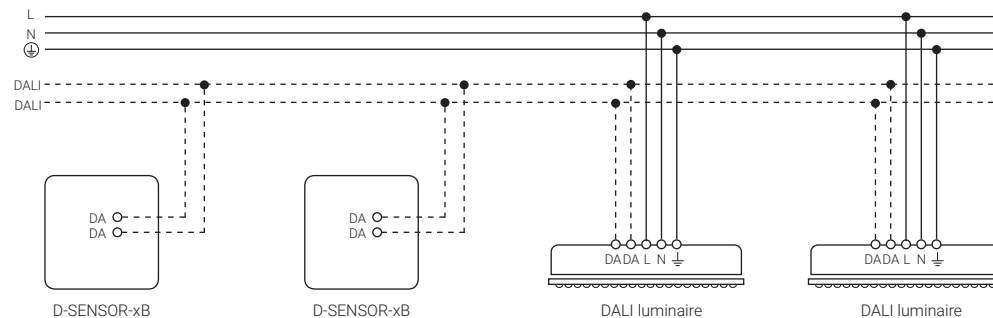 L
N
DALI
DALI
DA
DA
DA
DA
DA DA L N
DA DA L N
D-SENSOR-xB
D-SENSOR-xB
DALI luminaire
DALI luminaire